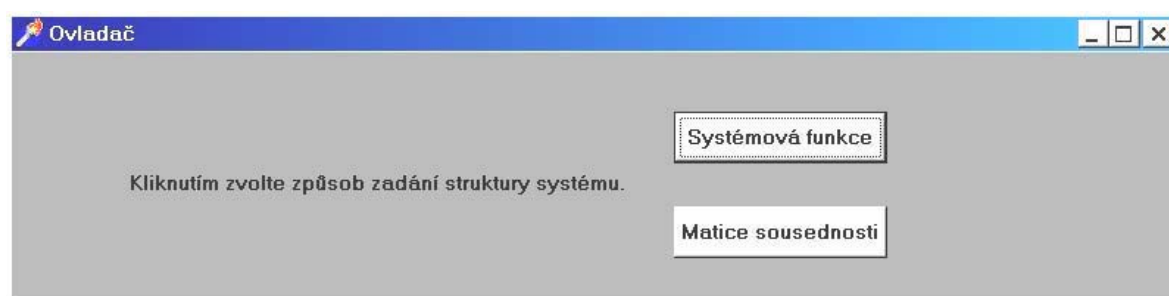 Ovladač
Systémová funkce
Kliknutím zvolte způsob zadání struktury systému.
Matice sousednosti